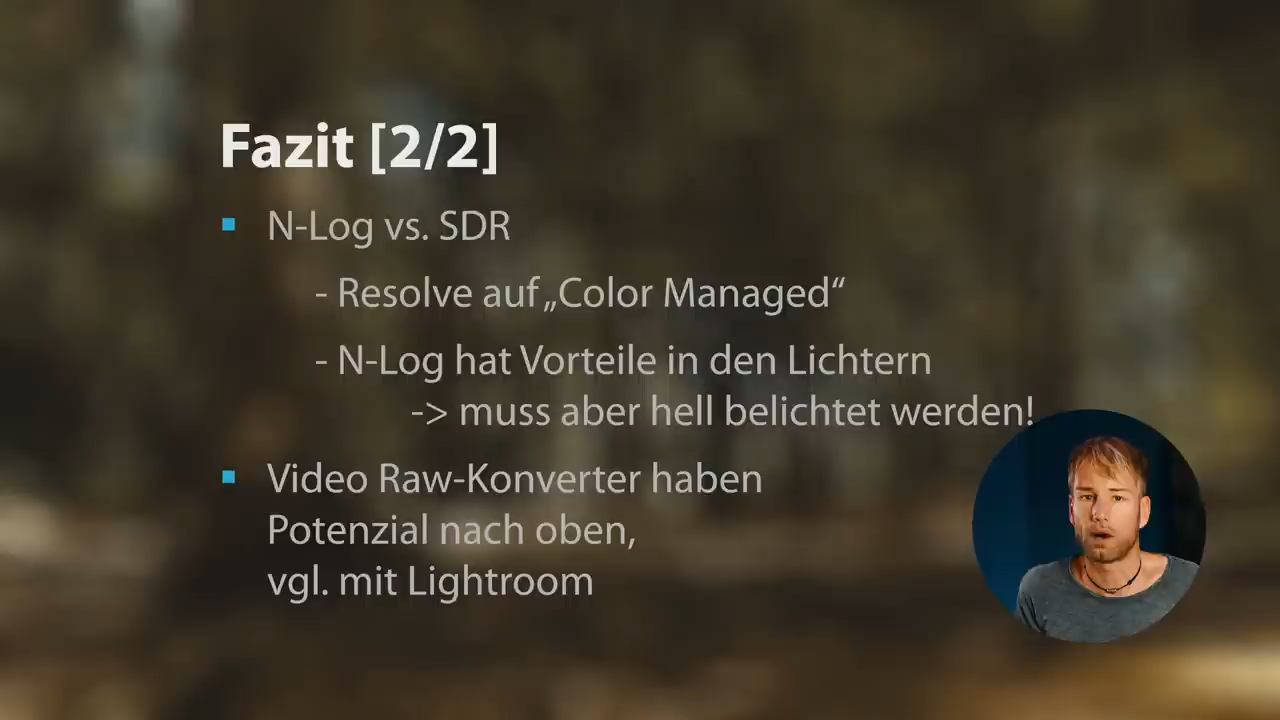 Fazit [2/2]
▪ N-Log vs. SDR
- Resolve auf „Color Managed“
- N-Log hat Vorteile in den Lichtern
-> muss aber hell belichtet werden!
▪ Video Raw-Konverter haben
Potenzial nach oben,
vgl. mit Lightroom